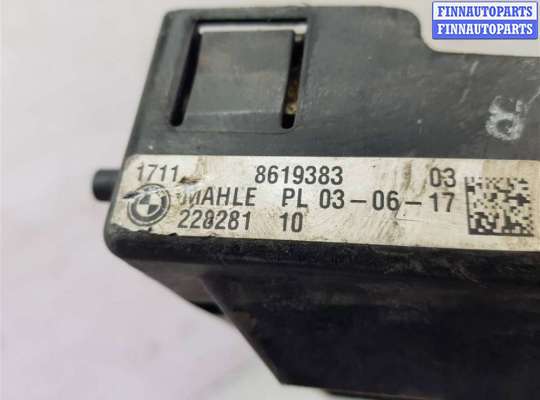 FINNAUTOPARTS
FINNAUTOPARTS
1711 8619383 03
MAHLE PL 03-06-17
228281 10